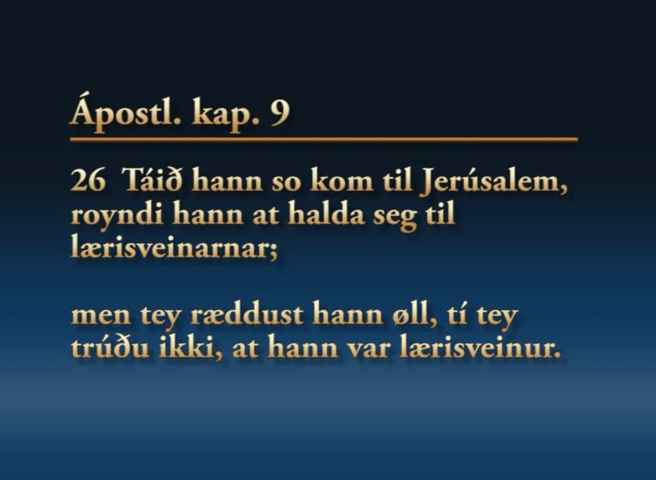 Ápostl. kap. 9
26 Táið hann so kom til Jerúsalem,
royndi hann at halda seg til
lærisveinarnar;
men tey ræddust hann øll, tí tey
trúðu ikki, at hann var lærisveinur.